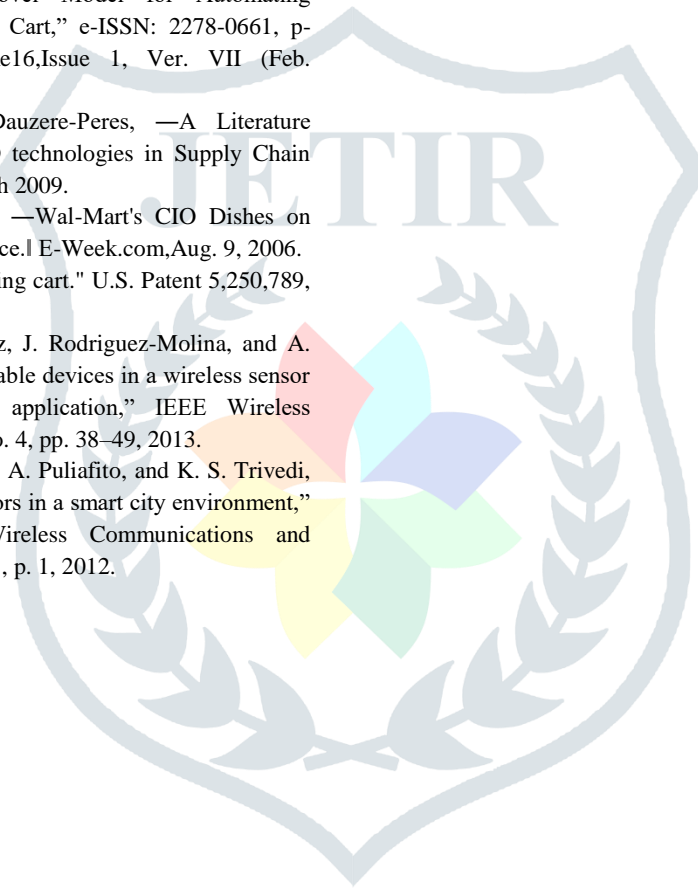 over Model for Automating
Cart,” e-ISSN: 2278-0661, p-
e16,Issue 1, Ver. VII (Feb.
Dauzere-Peres, ―A Literature
technologies in Supply Chain
h 2009.
―Wal-Mart's CIO Dishes on
ce.‖ E-Week.com,Aug. 9, 2006.
ing cart." U.S. Patent 5,250,789,
z, J. Rodriguez-Molina, and A.
able devices in a wireless sensor
application,” IEEE Wireless
o. 4, pp. 38–49, 2013.
A. Puliafito, and K. S. Trivedi,
ors in a smart city environment,”
Wireless Communications and
, p. 1, 2012.
JETIR